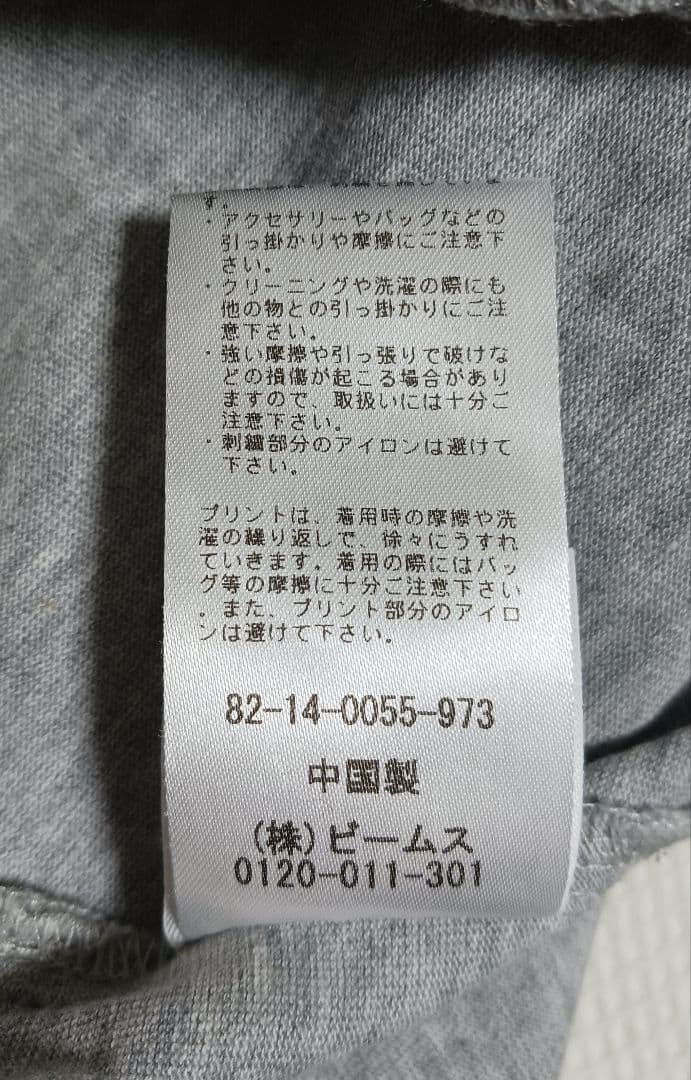 す。
・アクセサリーやバッグなどの
引っ掛かりや摩擦にご注意下
さい。
・クリーニングや洗濯の際にも
他の物との引っ掛かりにご注
意下さい。
・強い摩擦や引っ張りで破けな
どの損傷が起こる場合があり
ますので、取扱いには十分ご
注意下さい。
・刺繍部分のアイロンは避けて
下さい。
プリントは、着用時の摩擦や洗
濯の繰り返しで、徐々にうすれ
ていきます。着用の際にはバッ
グ等の摩擦に十分ご注意下さい
。また、プリント部分のアイロ
ンは避けて下さい。
82-14-0055-973
中国製
(株)ビームス
0120-011-301